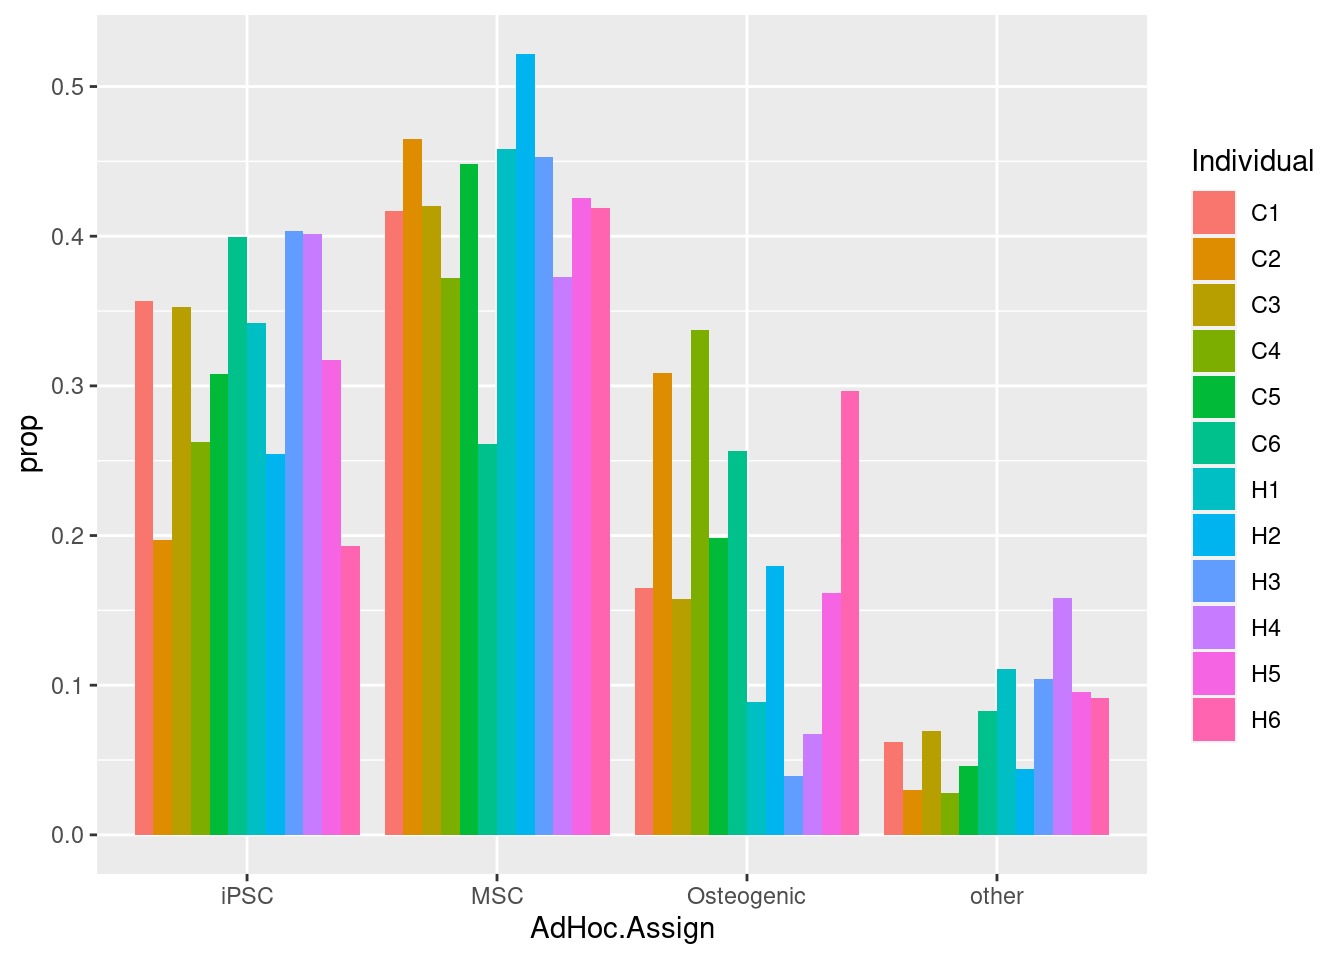 prop
0.5
0.4
0.3
0.2
0.1
0.0
iPSC MSC Osteogenic other
AdHoc.Assign
Individual
C1
C2
C3
C4
C5
C6
H1
H2
H3
H4
H5
H6